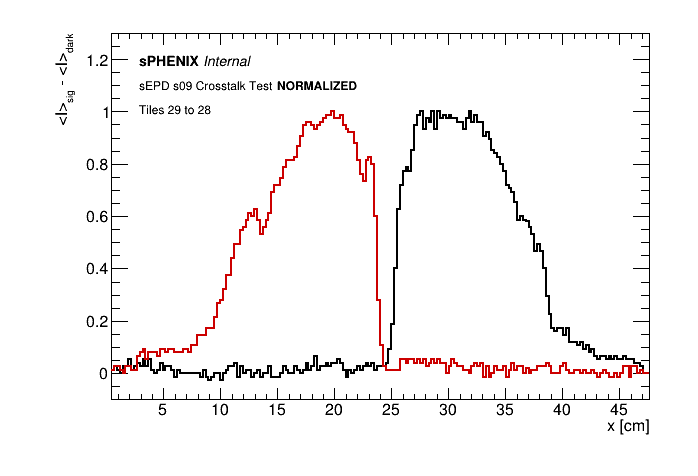 <I>sig - <I>dark
sPHENIX Internal
sEPD s09 Crosstalk Test NORMALIZED
Tiles 29 to 28
1.2
1
0.8
0.6
0.4
0.2
0
5 10 15 20 25 30 35 40 45
x [cm]